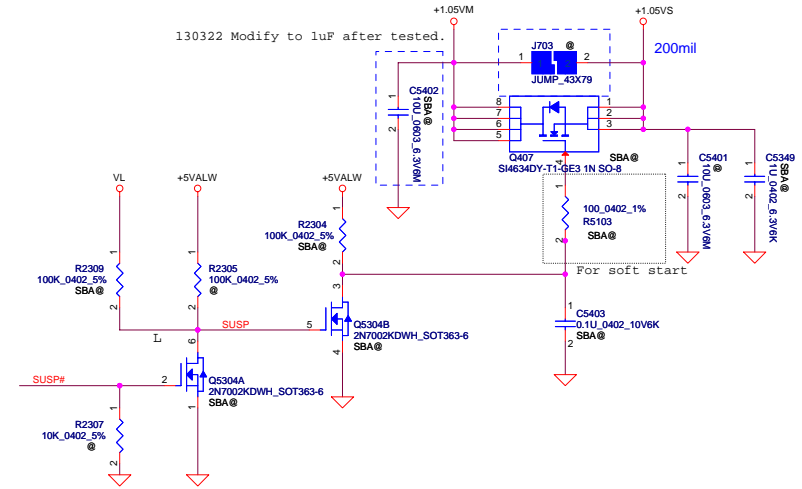 +1.05VM
+1.05VS
130322 Modify to 1uF after tested.
200mil
J703 @
1 2
JUMP_43X79
C5402
10U_0603_6.3V6M
SBA@
1
2
8
7
6
5
1
2
3
4
Q407
SBA@
SI4634DY-T1-GE3 1N SO-8
C5401
10U_0603_6.3V6M
SBA@
1
2
C5349
1U_0402_6.3V6K
SBA@
1
2
VL
+5VALW
+5VALW
1
100_0402_1%
R5103
SBA@
2
For soft start
R2304
100K_0402_5%
SBA@
1
2
R2309
100K_0402_5%
SBA@
1
2
R2305
100K_0402_5%
@
1
2
L
SUSP
5
3
4
Q5304B
2N7002KDWH_SOT363-6
SBA@
C5403
0.1U_0402_10V6K
SBA@
1
2
SUSP#
2
6
1
Q5304A
2N7002KDWH_SOT363-6
SBA@
R2307
10K_0402_5%
@
1
2